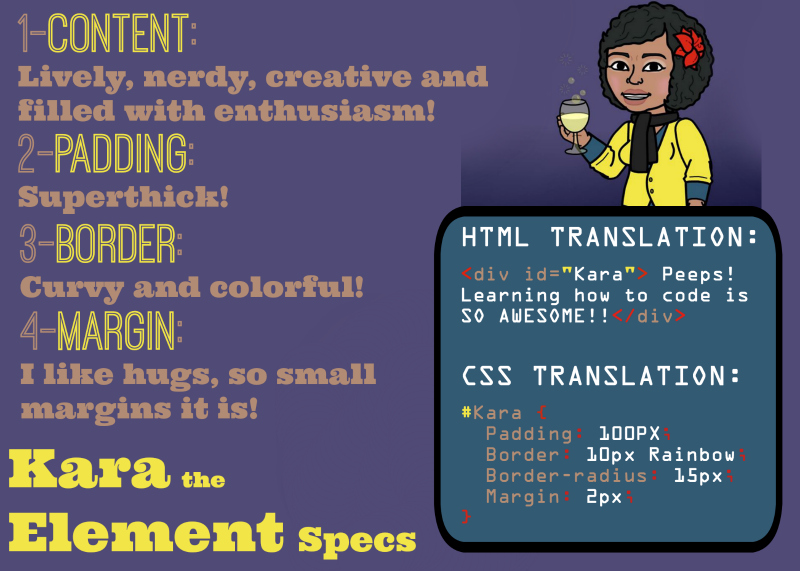 1-CONTENT:
Lively, nerdy, creative and
filled with enthusiasm!
2-PADDING:
Superthick!
3-BORDER:
Curvy and colorful!
4-MARGIN:
I like hugs, so small
margins it is!
Kara the
Element Specs
HTML TRANSLATION:
<div id="Kara"> Peeps!
Learning how to code is
SO AWESOME!!</div>
CSS TRANSLATION:
#Kara {
Padding: 100PX;
Border: 10px Rainbow;
Border-radius: 15px;
Margin: 2px;
}